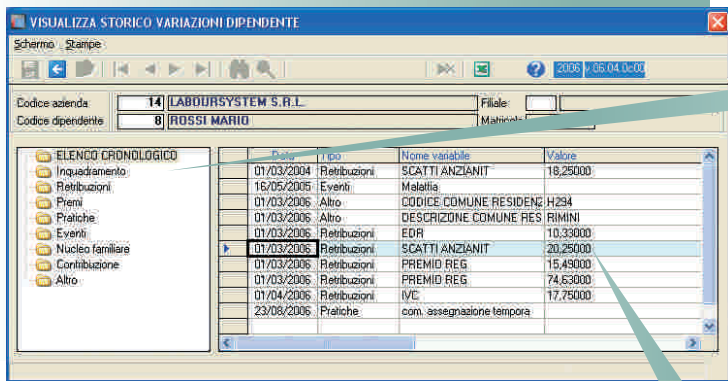 VISUALIZZA STORICO VARIAZIONI DIPENDENTE
Schermo Stampe
2006 v.06.04.0c00
Codice azienda 14 LABOURSYSTEM S.R.L. Filiale
Codice dipendente 8 ROSSI MARIO Matricola
ELENCO CRONOLOGICO
Inquadramento
Retribuzioni
Premi
Pratiche
Eventi
Nucleo familiare
Contribuzione
Altro
Data Tipo Nome variabile Valore
01/03/2004 Retribuzioni SCATTI ANZIANIT 18,25000
16/05/2005 Eventi Malattia
01/03/2006 Altro CODICE COMUNE RESIDENZ H294
01/03/2006 Altro DESCRIZONE COMUNE RES RIMINI
01/03/2006 Retribuzioni EDR 10,33000
01/03/2006 Retribuzioni SCATTI ANZIANIT 20,25000
01/03/2006 Retribuzioni PREMIO REG 15,49000
01/03/2006 Retribuzioni PREMIO REG 74,63000
01/04/2006 Retribuzioni IVC 17,75000
23/08/2006 Pratiche com. assegnazione tempora